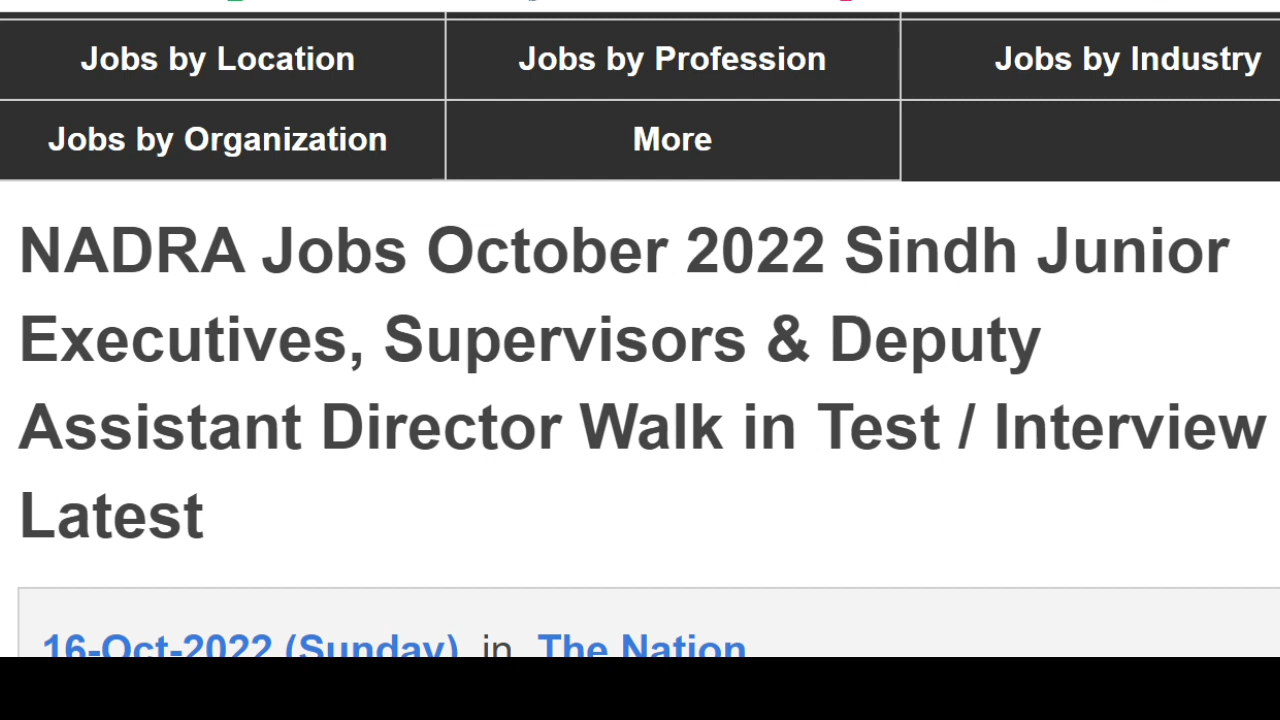 Jobs by Location Jobs by Profession Jobs by Industry
Jobs by Organization More
NADRA Jobs October 2022 Sindh Junior
Executives, Supervisors & Deputy
Assistant Director Walk in Test / Interview
Latest
16-Oct-2022 (Sunday) in The Nation